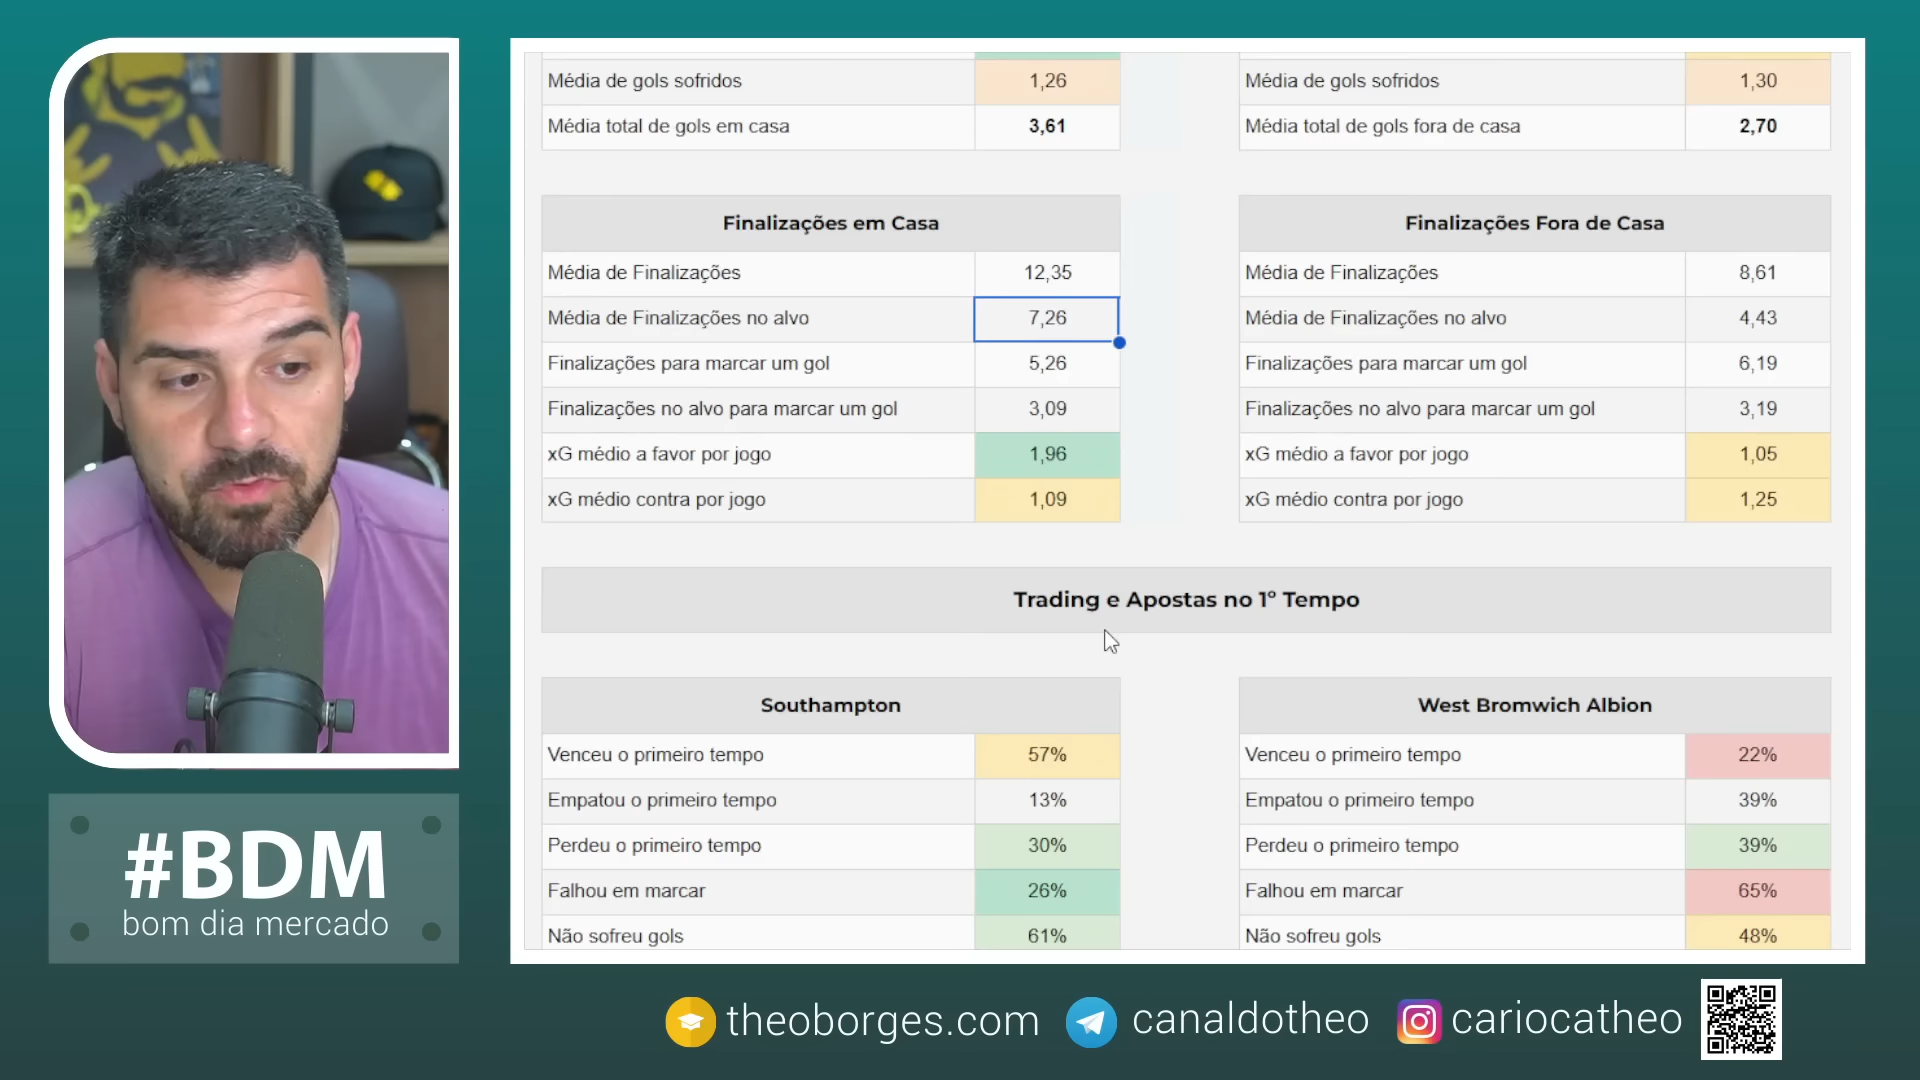 Média de gols sofridos 1,26
Média total de gols em casa 3,61
Finalizações em Casa
Média de Finalizações 12,35
Média de Finalizações no alvo 7,26
Finalizações para marcar um gol 5,26
Finalizações no alvo para marcar um gol 3,09
xG médio a favor por jogo 1,96
xG médio contra por jogo 1,09
Média de gols sofridos 1,30
Média total de gols fora de casa 2,70
Finalizações Fora de Casa
Média de Finalizações 8,61
Média de Finalizações no alvo 4,43
Finalizações para marcar um gol 6,19
Finalizações no alvo para marcar um gol 3,19
xG médio a favor por jogo 1,05
xG médio contra por jogo 1,25
Trading e Apostas no 1º Tempo
Southampton
Venceu o primeiro tempo 57%
Empatou o primeiro tempo 13%
Perdeu o primeiro tempo 30%
Falhou em marcar 26%
Não sofreu gols 61%
West Bromwich Albion
Venceu o primeiro tempo 22%
Empatou o primeiro tempo 39%
Perdeu o primeiro tempo 39%
Falhou em marcar 65%
Não sofreu gols 48%
#BDM
bom dia mercado
theoborges.com
canaldotheo
cariocatheo